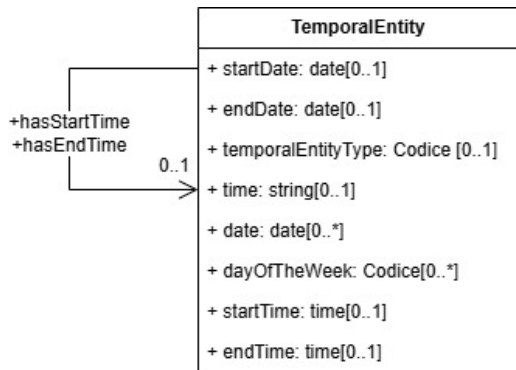 TemporalEntity
+ startDate: date[0..1]
+ endDate: date[0..1]
+ temporalEntityType: Codice [0..1]
+ time: string[0..1]
+ date: date[0..*]
+ dayOfTheWeek: Codice[0..*]
+ startTime: time[0..1]
+ endTime: time[0..1]
+hasStartTime
+hasEndTime
0..1